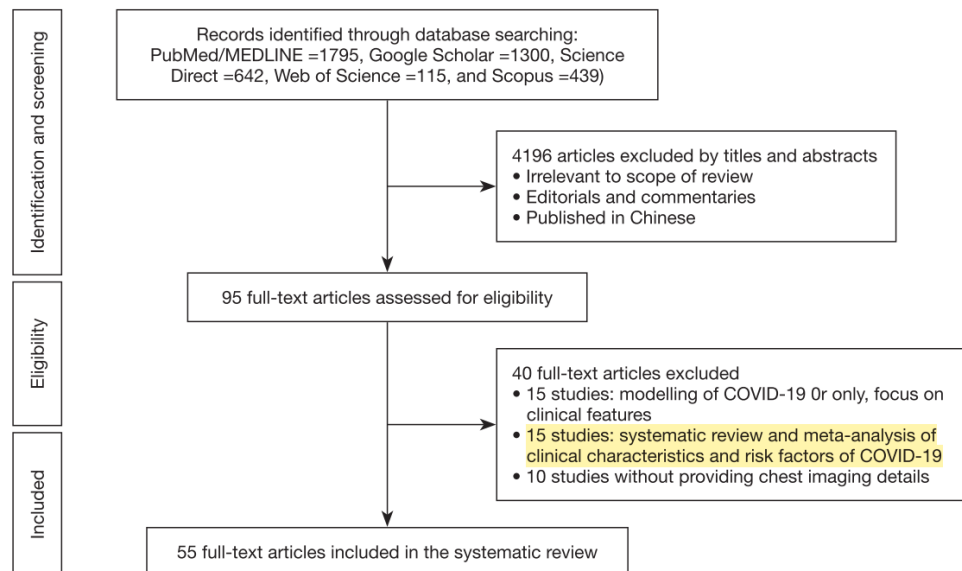 Identification and screening
Records identified through database searching:
PubMed/MEDLINE =1795, Google Scholar =1300, Science
Direct =642, Web of Science =115, and Scopus =439)
4196 articles excluded by titles and abstracts
• Irrelevant to scope of review
• Editorials and commentaries
• Published in Chinese
Eligibility
95 full-text articles assessed for eligibility
40 full-text articles excluded
• 15 studies: modelling of COVID-19 0r only, focus on
clinical features
• 15 studies: systematic review and meta-analysis of
clinical characteristics and risk factors of COVID-19
• 10 studies without providing chest imaging details
Included
55 full-text articles included in the systematic review